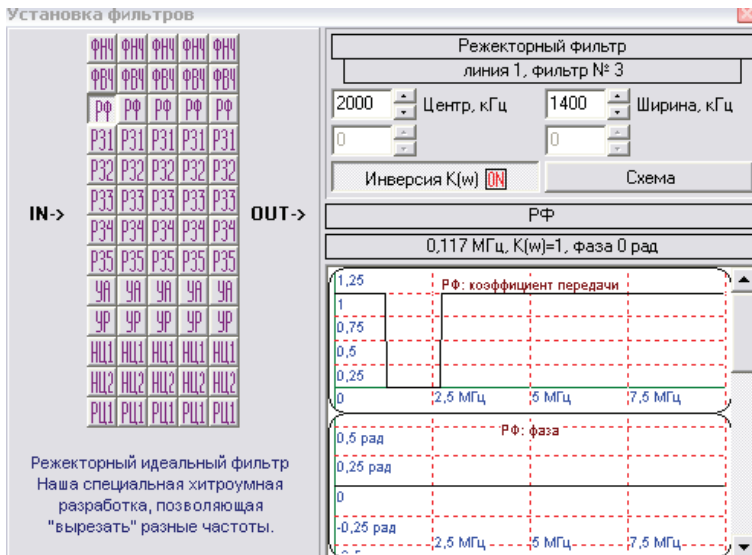 Установка фильтров
ФНЧ ФНЧ ФНЧ ФНЧ ФНЧ
ФВЧ ФВЧ ФВЧ ФВЧ ФВЧ
РФ РФ РФ РФ РФ
РЗ1 РЗ1 РЗ1 РЗ1 РЗ1
РЗ2 РЗ2 РЗ2 РЗ2 РЗ2
РЗ3 РЗ3 РЗ3 РЗ3 РЗ3
РЗ4 РЗ4 РЗ4 РЗ4 РЗ4
РЗ5 РЗ5 РЗ5 РЗ5 РЗ5
УА УА УА УА УА
УР УР УР УР УР
НЦ1 НЦ1 НЦ1 НЦ1 НЦ1
НЦ2 НЦ2 НЦ2 НЦ2 НЦ2
РЦ1 РЦ1 РЦ1 РЦ1 РЦ1
IN->
OUT->
Режекторный идеальный фильтр
Наша специальная хитроумная
разработка, позволяющая
"вырезать" разные частоты.
Режекторный фильтр
линия 1, фильтр № 3
2000 Центр, кГц 1400 Ширина, кГц
0 0
Инверсия K(w) ON Схема
РФ
0,117 МГц, K(w)=1, фаза 0 рад
РФ: коэффициент передачи
1,25
1
0,75
0,5
0,25
0 2,5 МГц 5 МГц 7,5 МГц
РФ: фаза
0,5 рад
0,25 рад
0
-0,25 рад
2,5 МГц 5 МГц 7,5 МГц